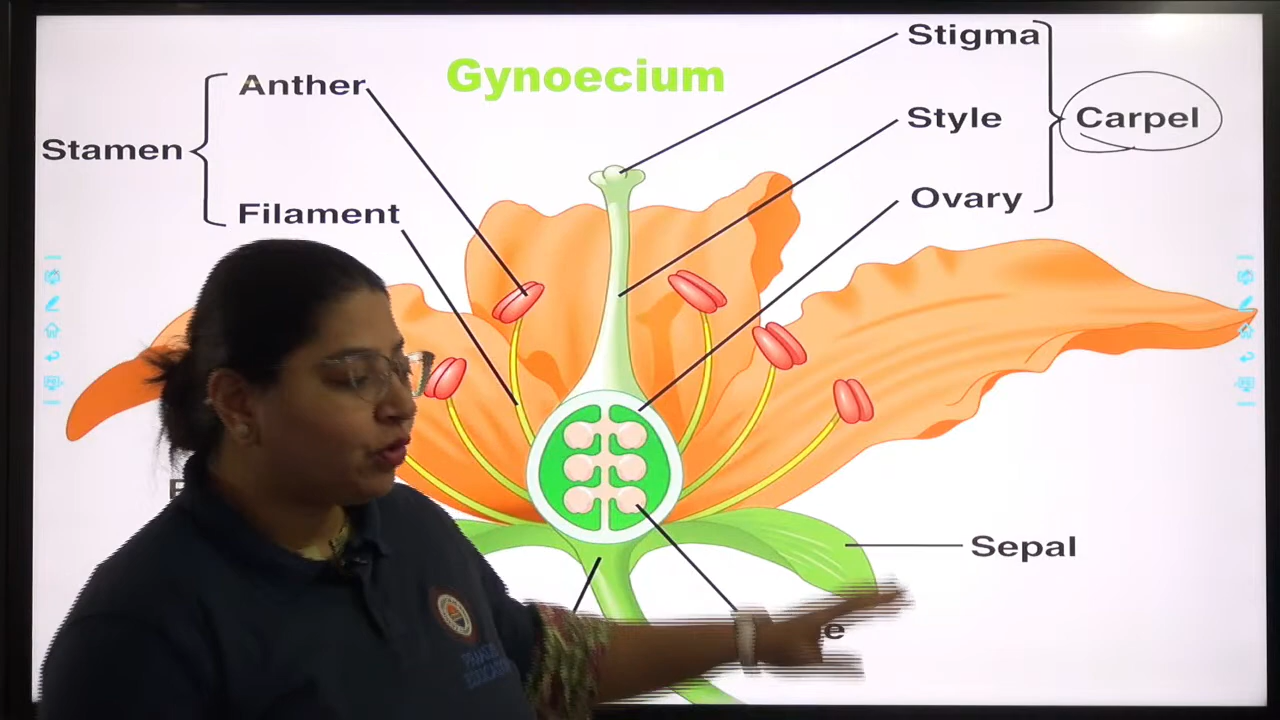 Gynoecium
Stamen
Anther
Filament
Stigma
Style
Ovary
Carpel
Sepal